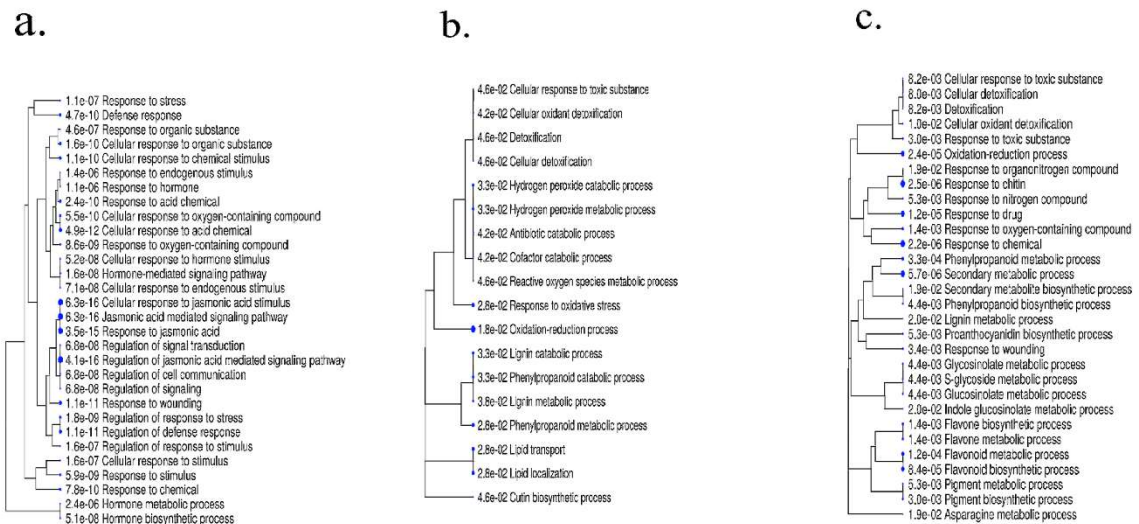 a.
1.1e-07 Response to stress
4.7e-10 Defense response
4.6e-07 Response to organic substance
1.6e-10 Cellular response to organic substance
1.1e-10 Cellular response to chemical stimulus
1.4e-06 Response to endogenous stimulus
1.1e-06 Response to hormone
2.4e-10 Response to acid chemical
5.5e-10 Cellular response to oxygen-containing compound
4.9e-12 Cellular response to acid chemical
8.6e-09 Response to oxygen-containing compound
5.2e-08 Cellular response to hormone stimulus
1.6e-08 Hormone-mediated signaling pathway
7.1e-08 Cellular response to endogenous stimulus
6.3e-16 Cellular response to jasmonic acid stimulus
6.3e-16 Jasmonic acid mediated signaling pathway
3.5e-15 Response to jasmonic acid
6.8e-08 Regulation of signal transduction
4.1e-16 Regulation of jasmonic acid mediated signaling pathway
6.8e-08 Regulation of cell communication
6.8e-08 Regulation of signaling
1.1e-11 Response to wounding
1.8e-09 Regulation of response to stress
1.1e-11 Regulation of defense response
1.6e-07 Regulation of response to stimulus
1.6e-07 Cellular response to stimulus
5.9e-09 Response to stimulus
7.8e-10 Response to chemical
2.4e-06 Hormone metabolic process
5.1e-08 Hormone biosynthetic process
b.
4.6e-02 Cellular response to toxic substance
4.2e-02 Cellular oxidant detoxification
4.6e-02 Detoxification
4.6e-02 Cellular detoxification
3.3e-02 Hydrogen peroxide catabolic process
3.3e-02 Hydrogen peroxide metabolic process
4.2e-02 Antibiotic catabolic process
4.2e-02 Cofactor catabolic process
4.6e-02 Reactive oxygen species metabolic process
2.8e-02 Response to oxidative stress
1.8e-02 Oxidation-reduction process
3.3e-02 Lignin catabolic process
3.3e-02 Phenylpropanoid catabolic process
3.8e-02 Lignin metabolic process
2.8e-02 Phenylpropanoid metabolic process
2.8e-02 Lipid transport
2.8e-02 Lipid localization
4.6e-02 Cutin biosynthetic process
c.
8.2e-03 Cellular response to toxic substance
8.0e-03 Cellular detoxification
8.2e-03 Detoxification
1.0e-02 Cellular oxidant detoxification
3.0e-03 Response to toxic substance
2.4e-05 Oxidation-reduction process
1.9e-02 Response to organonitrogen compound
2.5e-06 Response to chitin
5.3e-03 Response to nitrogen compound
1.2e-05 Response to drug
1.4e-03 Response to oxygen-containing compound
2.2e-06 Response to chemical
3.3e-04 Phenylpropanoid metabolic process
5.7e-06 Secondary metabolic process
1.9e-02 Secondary metabolite biosynthetic process
4.4e-03 Phenylpropanoid biosynthetic process
2.0e-02 Lignin metabolic process
5.3e-03 Proanthocyanidin biosynthetic process
3.4e-03 Response to wounding
4.4e-03 Glycosinolate metabolic process
4.4e-03 S-glycoside metabolic process
4.4e-03 Glucosinolate metabolic process
2.0e-02 Indole glucosinolate metabolic process
1.4e-03 Flavone biosynthetic process
1.4e-03 Flavone metabolic process
1.2e-04 Flavonoid metabolic process
8.4e-05 Flavonoid biosynthetic process
5.3e-03 Pigment metabolic process
3.0e-03 Pigment biosynthetic process
1.9e-02 Asparagine metabolic process